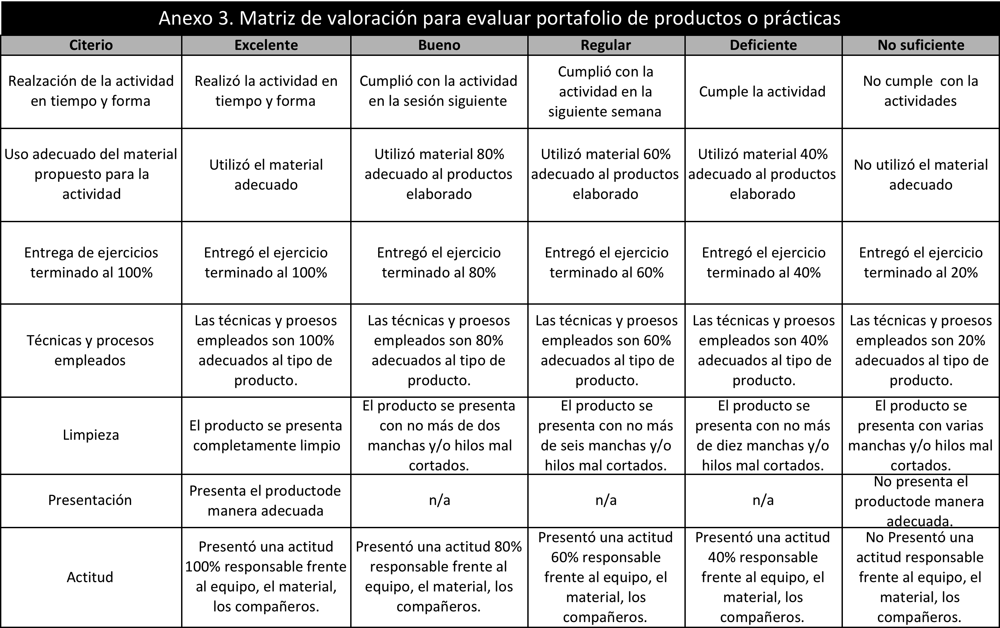 Anexo 3. Matriz de valoración para evaluar portafolio de productos o prácticas
Citerio
Excelente
Bueno
Regular
Deficiente
No suficiente
Realzación de la actividad
en tiempo y forma
Realizó la actividad en
tiempo y forma
Cumplió con la actividad
en la sesión siguiente
Cumplió con la
actividad en la
siguiente semana
Cumple la actividad
No cumple  con la
actividades
Uso adecuado del material
propuesto para la
actividad
Utilizó el material
adecuado
Utilizó material 80%
adecuado al productos
elaborado
Utilizó material 60%
adecuado al productos
elaborado
Utilizó material 40%
adecuado al productos
elaborado
No utilizó el material
adecuado
Entrega de ejercicios
terminado al 100%
Entregó el ejercicio
terminado al 100%
Entregó el ejercicio
terminado al 80%
Entregó el ejercicio
terminado al 60%
Entregó el ejercicio
terminado al 40%
Entregó el ejercicio
terminado al 20%
Técnicas y procesos
empleados
Las técnicas y proesos
empleados son 100%
adecuados al tipo de
producto.
Las técnicas y proesos
empleados son 80%
adecuados al tipo de
producto.
Las técnicas y proesos
empleados son 60%
adecuados al tipo de
producto.
Las técnicas y proesos
empleados son 40%
adecuados al tipo de
producto.
Las técnicas y proesos
empleados son 20%
adecuados al tipo de
producto.
Limpieza
El producto se presenta
completamente limpio
El producto se presenta
con no más de dos
manchas y/o hilos mal
cortados.
El producto se
presenta con no más
de seis manchas y/o
hilos mal cortados.
El producto se
presenta con no más
de diez manchas y/o
hilos mal cortados.
El producto se
presenta con varias
manchas y/o hilos mal
cortados.
Presentación
Presenta el productode
manera adecuada
n/a
n/a
n/a
No presenta el
productode manera
adecuada.
Actitud
Presentó una actitud
100% responsable frente
al equipo, el material,
los compañeros.
Presentó una actitud 80%
responsable frente al
equipo, el material, los
compañeros.
Presentó una actitud
60% responsable
frente al equipo, el
material, los
compañeros.
Presentó una actitud
40% responsable
frente al equipo, el
material, los
compañeros.
No Presentó una
actitud responsable
frente al equipo, el
material, los
compañeros.